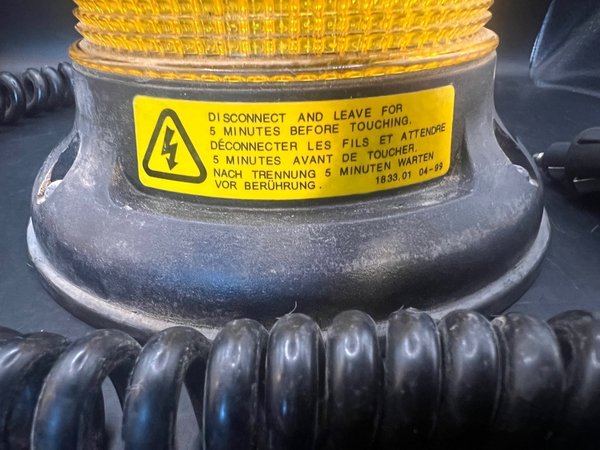 DISCONNECT AND LEAVE FOR
5 MINUTES BEFORE TOUCHING.
DÉCONNECTER LES FILS ET ATTENDRE
5 MINUTES AVANT DE TOUCHER.
NACH TRENNUNG 5 MINUTEN WARTEN
VOR BERÜHRUNG. 1833.01 04-99